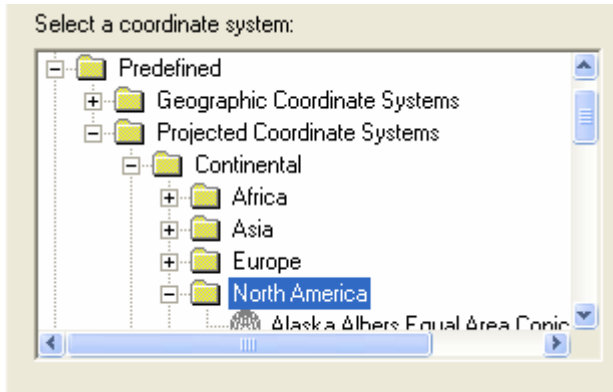 Select a coordinate system:
Predefined
Geographic Coordinate Systems
Projected Coordinate Systems
Continental
Africa
Asia
Europe
North America
Alaska Albers Equal Area Conic